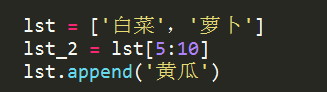 lst = ['白菜', '萝卜']
lst_2 = lst[5:10]
lst.append('黄瓜')